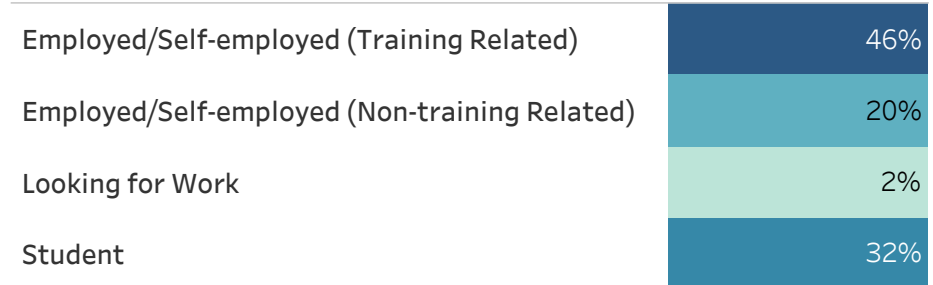 Employed/Self-employed (Training Related) 46%
Employed/Self-employed (Non-training Related) 20%
Looking for Work 2%
Student 32%